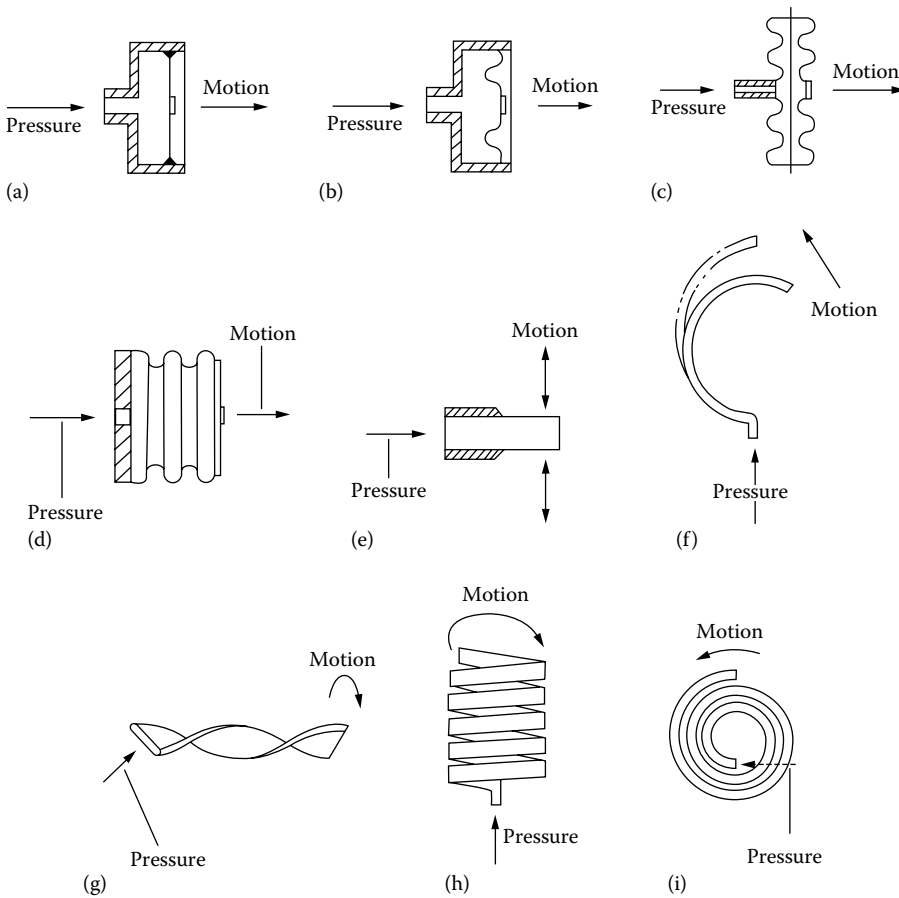 Pressure
Motion
(a)
Pressure
Motion
(b)
Pressure
Motion
(c)
Motion
Pressure
(d)
Motion
Pressure
(e)
Motion
Pressure
(f)
Motion
Pressure
(g)
Motion
Pressure
(h)
Motion
Pressure
(i)